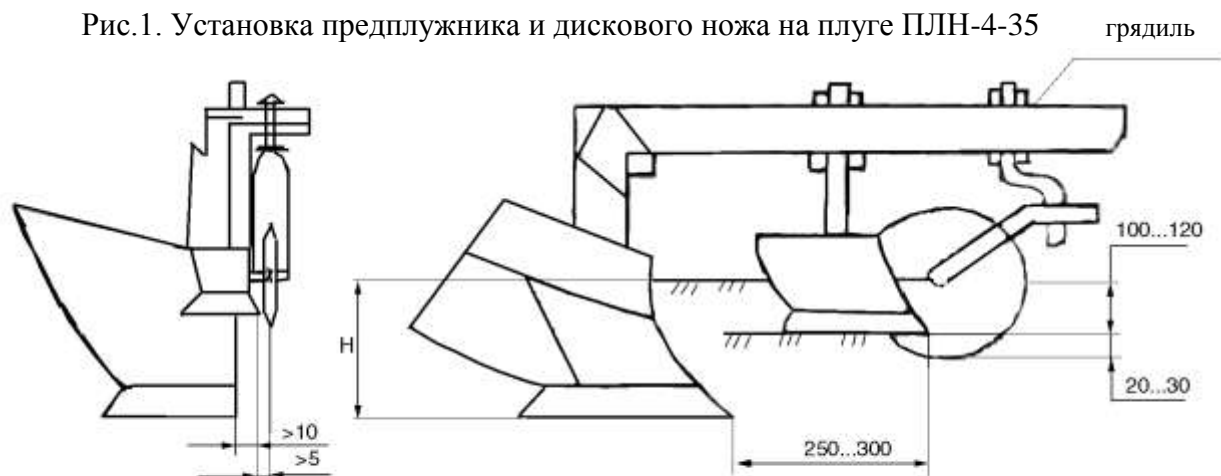 Рис.1. Установка предплужника и дискового ножа на плуге ПЛН-4-35
грядиль
100...120
H
20...30
>10
250...300
>5